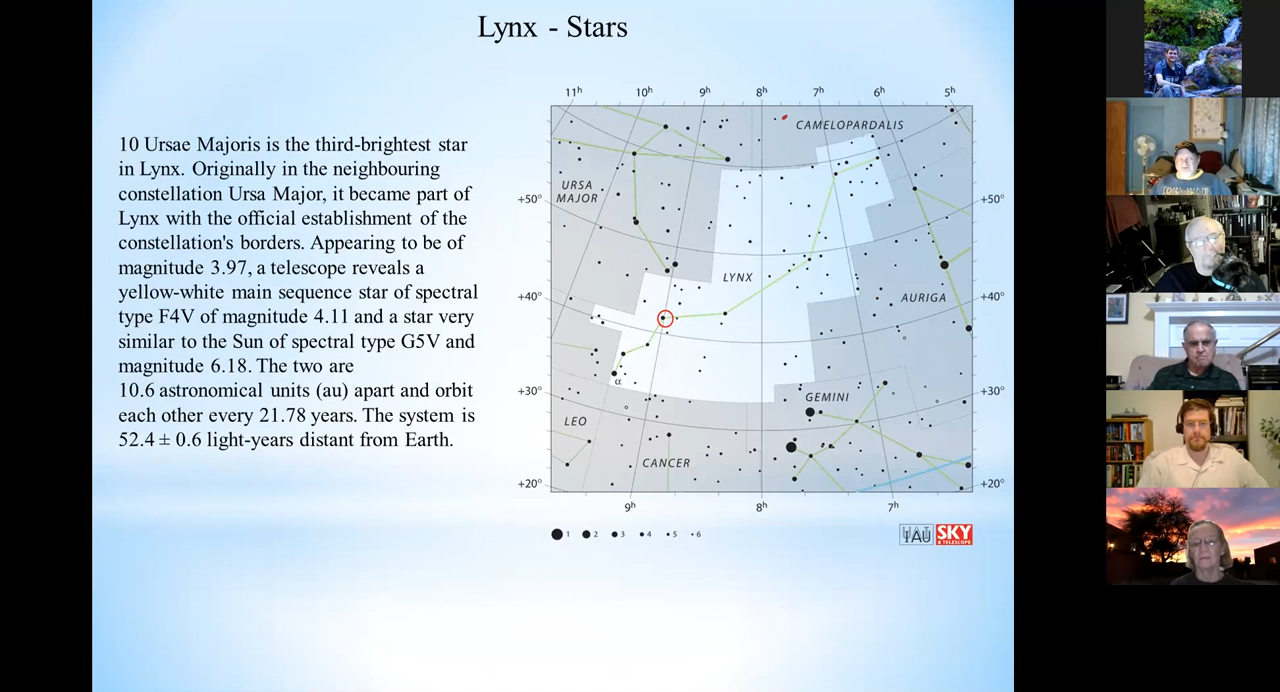 Lynx - Stars
10 Ursae Majoris is the third-brightest star
in Lynx. Originally in the neighbouring
constellation Ursa Major, it became part of
Lynx with the official establishment of the
constellation's borders. Appearing to be of
magnitude 3.97, a telescope reveals a
yellow-white main sequence star of spectral
type F4V of magnitude 4.11 and a star very
similar to the Sun of spectral type G5V and
magnitude 6.18. The two are
10.6 astronomical units (au) apart and orbit
each other every 21.78 years. The system is
52.4 ± 0.6 light-years distant from Earth.
11h 10h 9h 8h 7h 6h 5h
CAMELOPARDALIS
URSA
MAJOR
+50° +50°
LYNX
+40° +40°
AURIGA
α
+30° +30°
GEMINI
LEO
CANCER
+20° +20°
9h 8h 7h
1 2 3 4 5 6
IAU SKY
& TELESCOPE